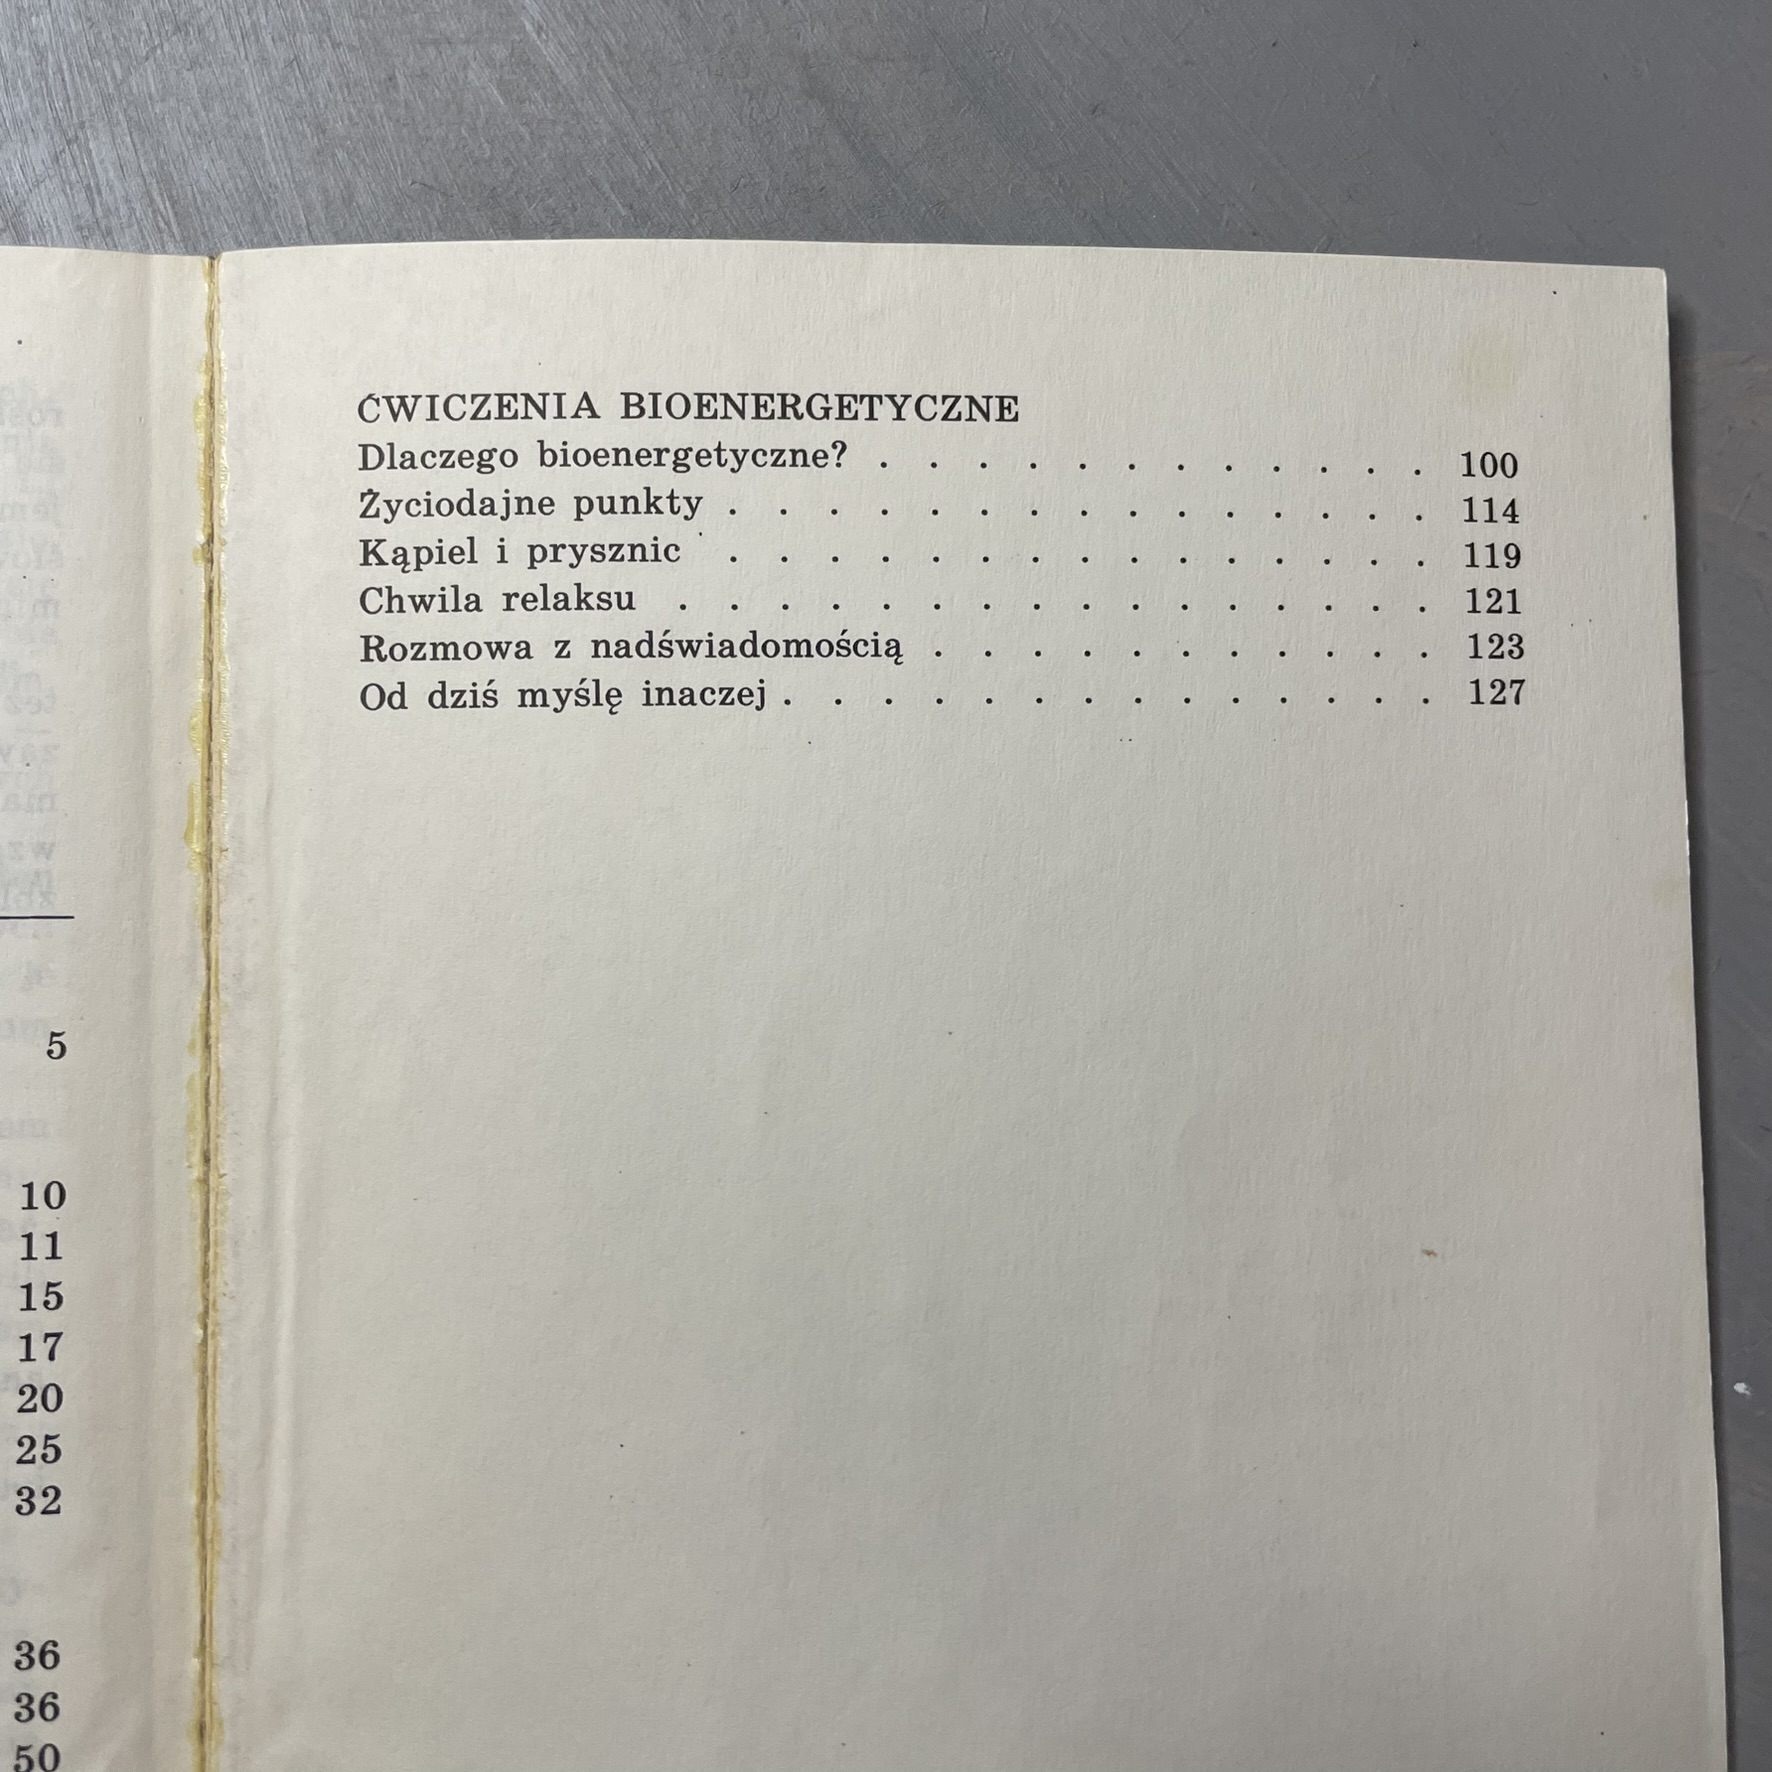 5
10
11
15
17
20
25
32
36
36
50
ĆWICZENIA BIOENERGETYCZNE
Dlaczego bioenergetyczne? . . . . . . . . . . . . 100
Życiodajne punkty . . . . . . . . . . . . . . . 114
Kąpiel i prysznic . . . . . . . . . . . . . . . 119
Chwila relaksu . . . . . . . . . . . . . . . . 121
Rozmowa z nadświadomością . . . . . . . . . . . 123
Od dziś myślę inaczej . . . . . . . . . . . . . . 127